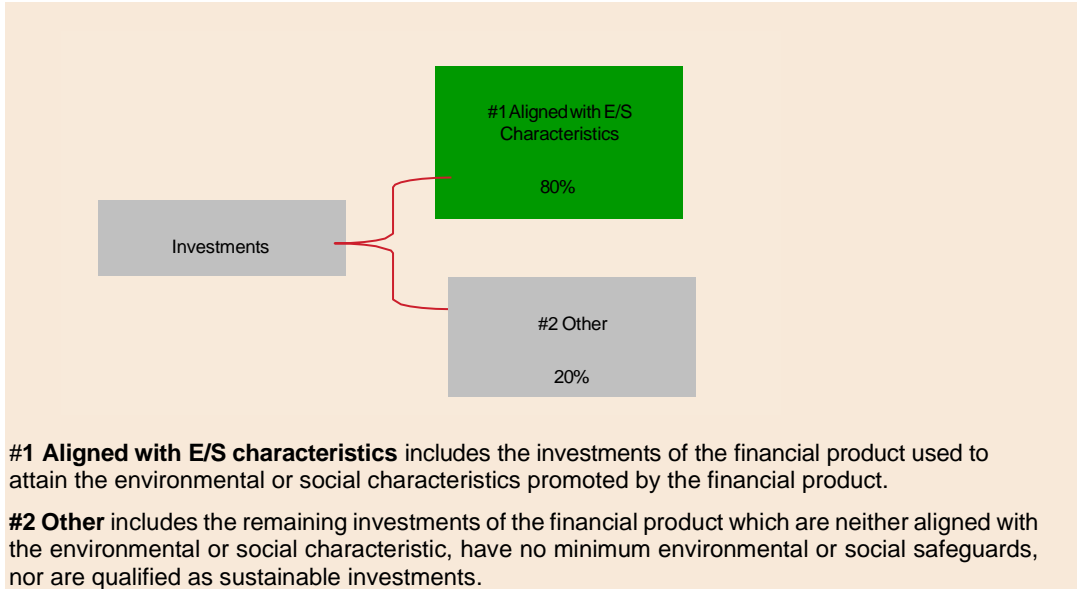 #1 Aligned with E/S
Characteristics
80%
Investments
#2 Other
20%
#1 Aligned with E/S characteristics includes the investments of the financial product used to
attain the environmental or social characteristics promoted by the financial product.
#2 Other includes the remaining investments of the financial product which are neither aligned with
the environmental or social characteristic, have no minimum environmental or social safeguards,
nor are qualified as sustainable investments.